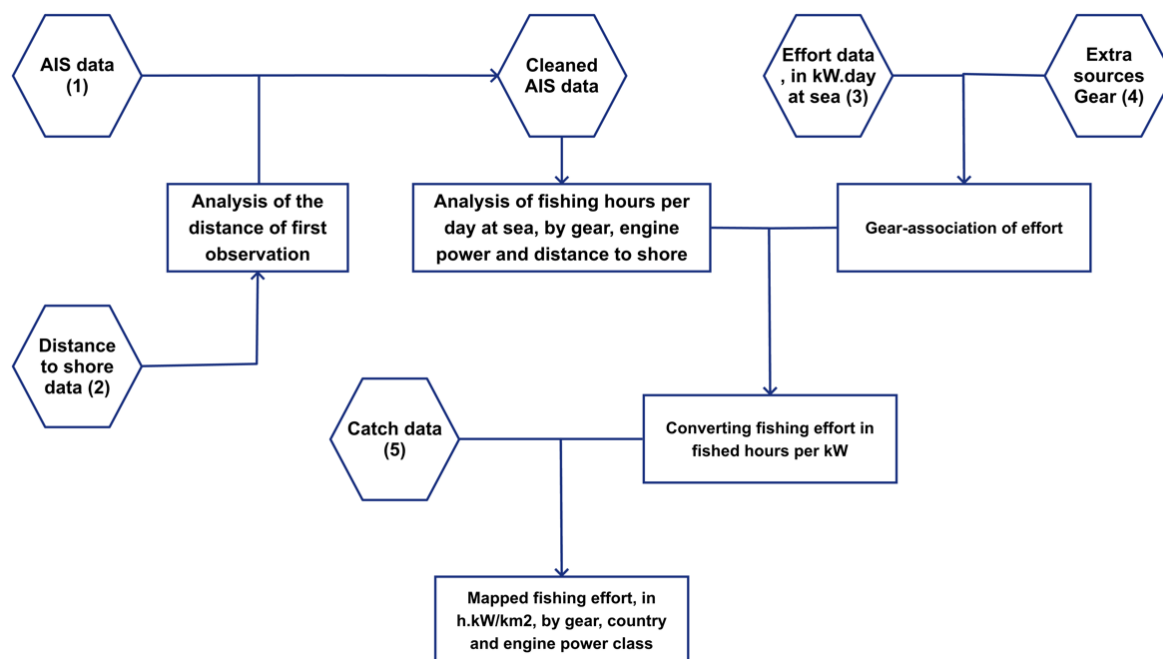 AIS data
(1)
Cleaned
AIS data
Effort data
, in kW.day
at sea (3)
Extra
sources
Gear (4)
Analysis of the
distance of first
observation
Analysis of fishing hours per
day at sea, by gear, engine
power and distance to shore
Gear-association of effort
Distance
to shore
data (2)
Catch data
(5)
Converting fishing effort in
fished hours per kW
Mapped fishing effort, in
h.kW/km2, by gear, country
and engine power class